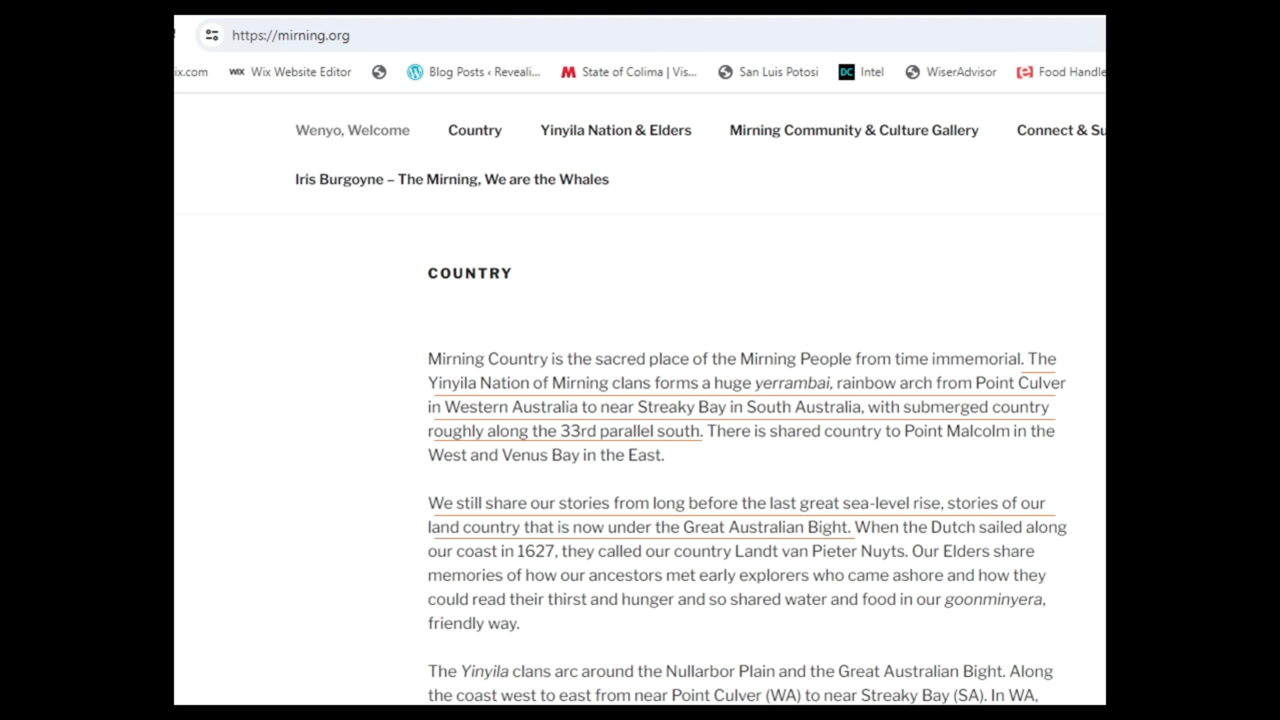 https://mirning.org
ix.com WIX Wix Website Editor Blog Posts ‹ Reveali... State of Colima | Vis... San Luis Potosi DC Intel WiserAdvisor Food Handle
Wenyo, Welcome Country Yinyila Nation & Elders Mirning Community & Culture Gallery Connect & Su
Iris Burgoyne – The Mirning, We are the Whales
COUNTRY
Mirning Country is the sacred place of the Mirning People from time immemorial. The
Yinyila Nation of Mirning clans forms a huge yerrambai, rainbow arch from Point Culver
in Western Australia to near Streaky Bay in South Australia, with submerged country
roughly along the 33rd parallel south. There is shared country to Point Malcolm in the
West and Venus Bay in the East.
We still share our stories from long before the last great sea-level rise, stories of our
land country that is now under the Great Australian Bight. When the Dutch sailed along
our coast in 1627, they called our country Landt van Pieter Nuyts. Our Elders share
memories of how our ancestors met early explorers who came ashore and how they
could read their thirst and hunger and so shared water and food in our goonminyera,
friendly way.
The Yinyila clans arc around the Nullarbor Plain and the Great Australian Bight. Along
the coast west to east from near Point Culver (WA) to near Streaky Bay (SA). In WA,